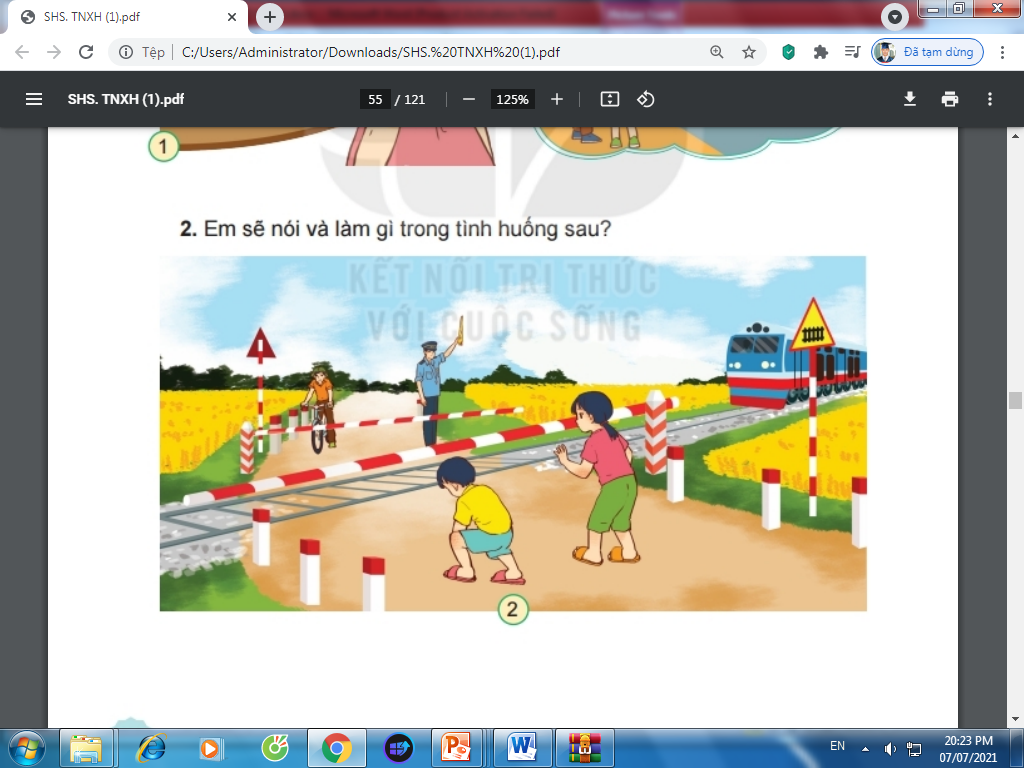 SHS. TNXH (1).pdf
Tệp
C:/Users/Administrator/Downloads/SHS.%20TNXH%20(1).pdf
Đã tạm dừng
SHS. TNXH (1).pdf
55 / 121
125%
1
2. Em sẽ nói và làm gì trong tình huống sau?
KẾT NỐI TRI THỨC
VỚI CUỘC SỐNG
2
EN
20:23 PM
07/07/2021